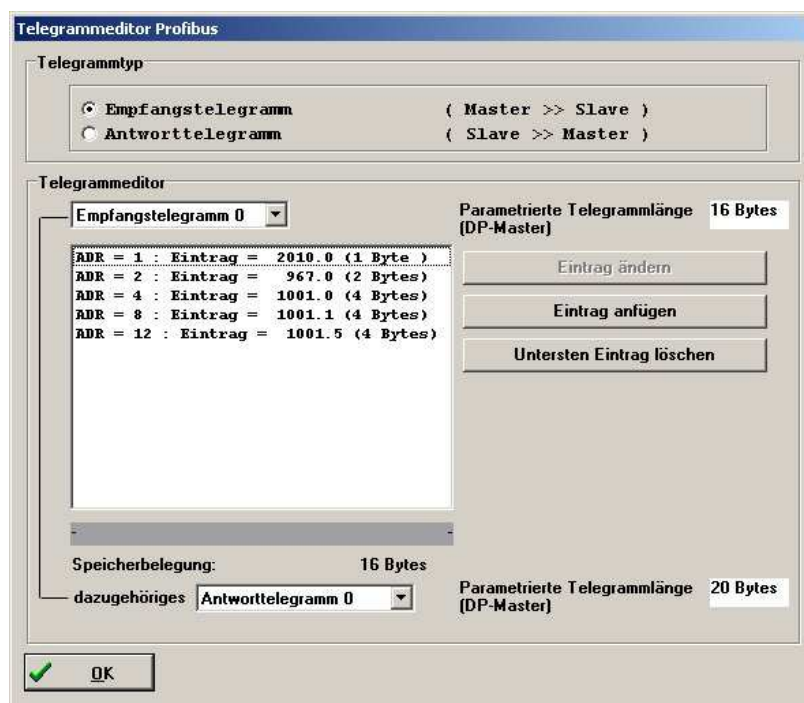 Telegrammeditor Profibus
Telegrammtyp
Empfangstelegramm ( Master >> Slave )
Antworttelegramm ( Slave >> Master )
Telegrammeditor
Empfangstelegramm 0
Parametrierte Telegrammlänge 16 Bytes
(DP-Master)
ADR = 1 : Eintrag = 2010.0 (1 Byte )
ADR = 2 : Eintrag = 967.0 (2 Bytes)
ADR = 4 : Eintrag = 1001.0 (4 Bytes)
ADR = 8 : Eintrag = 1001.1 (4 Bytes)
ADR = 12 : Eintrag = 1001.5 (4 Bytes)
Eintrag ändern
Eintrag anfügen
Untersten Eintrag löschen
- -
Speicherbelegung: 16 Bytes
dazugehöriges Antworttelegramm 0
Parametrierte Telegrammlänge 20 Bytes
(DP-Master)
OK